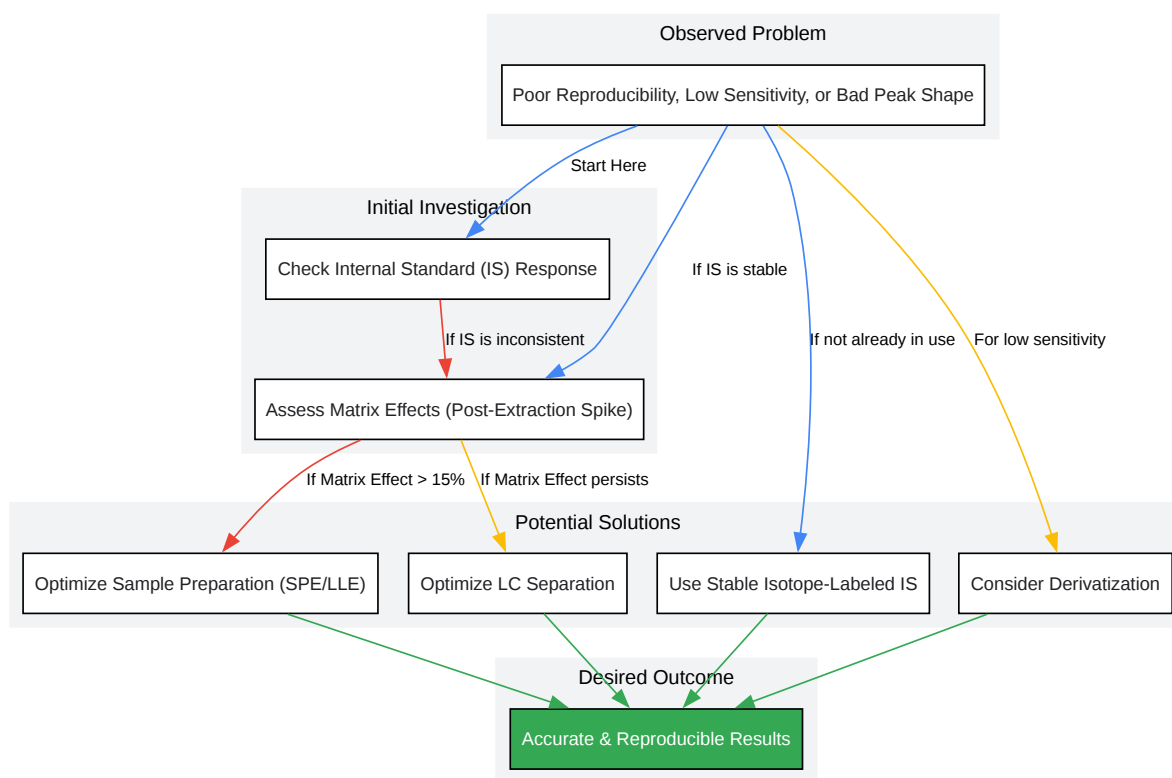 Observed Problem
Poor Reproducibility, Low Sensitivity, or Bad Peak Shape
Start Here
Initial Investigation
Check Internal Standard (IS) Response
If IS is stable
If IS is inconsistent
If not already in use
For low sensitivity
Assess Matrix Effects (Post-Extraction Spike)
If Matrix Effect > 15%
If Matrix Effect persists
Potential Solutions
Optimize Sample Preparation (SPE/LLE)
Optimize LC Separation
Use Stable Isotope-Labeled IS
Consider Derivatization
Desired Outcome
Accurate & Reproducible Results